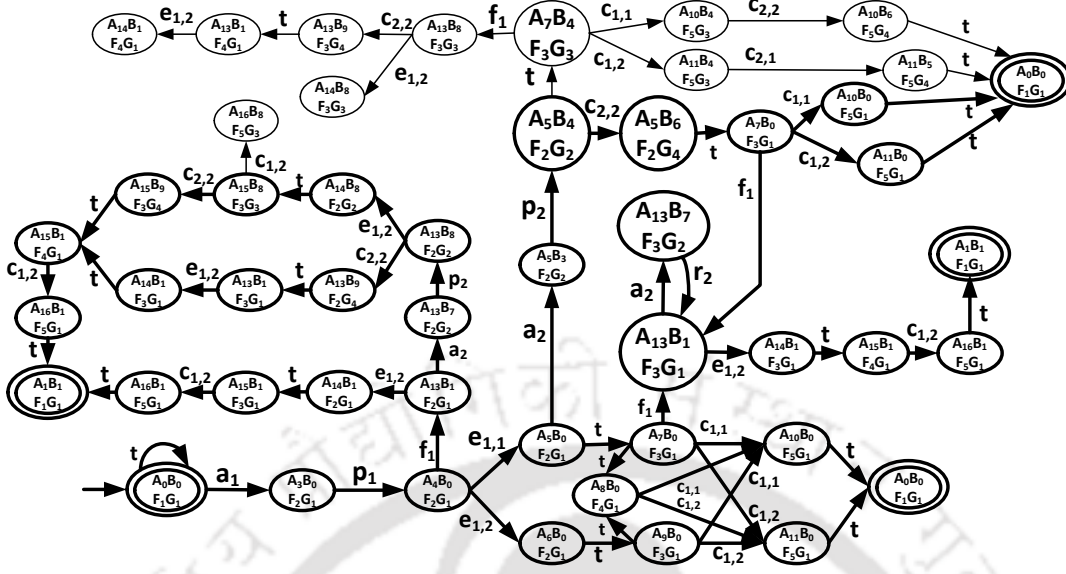 e1,2
t
c2,2
f1
A14B1
F4G1
A13B1
F4G1
A13B9
F3G4
A13B8
F3G3
A7B4
F3G3
c1,1
A10B4
F5G3
c2,2
A10B6
F5G4
t
e1,2
A14B8
F3G3
c1,2
A11B4
F5G3
c2,1
A11B5
F5G4
t
A0B0
F1G1
t
A16B8
F5G3
A5B4
F2G2
c2,2
A5B6
F2G4
t
A7B0
F3G1
c1,1
A10B0
F5G1
t
c1,2
A11B0
F5G1
t
c1,2
A15B9
F3G4
c2,2
A15B8
F3G3
t
A14B8
F2G2
t
e1,2
p2
f1
A15B1
F4G1
A13B8
F2G2
A13B7
F3G2
A1B1
F1G1
c2,2
A5B3
F2G2
c1,2
t
A14B1
F3G1
e1,2
A13B1
F3G1
t
A13B9
F2G4
p2
a2
r2
t
A16B1
F5G1
A13B7
F2G2
a2
A13B1
F3G1
t
a2
e1,2
A14B1
F3G1
t
A15B1
F4G1
c1,2
A16B1
F5G1
A1B1
F1G1
t
A16B1
F5G1
c1,2
A15B1
F3G1
t
A14B1
F2G1
e1,2
A13B1
F2G1
f1
f1
e1,1
A5B0
F2G1
t
A7B0
F3G1
c1,1
A10B0
F5G1
t
t
c1,1
t
A0B0
F1G1
a1
A3B0
F2G1
p1
A4B0
F2G1
A8B0
F4G1
c1,1
c1,2
c1,2
A0B0
F1G1
e1,2
A6B0
F2G1
t
t
A9B0
F3G1
c1,2
A11B0
F5G1
t